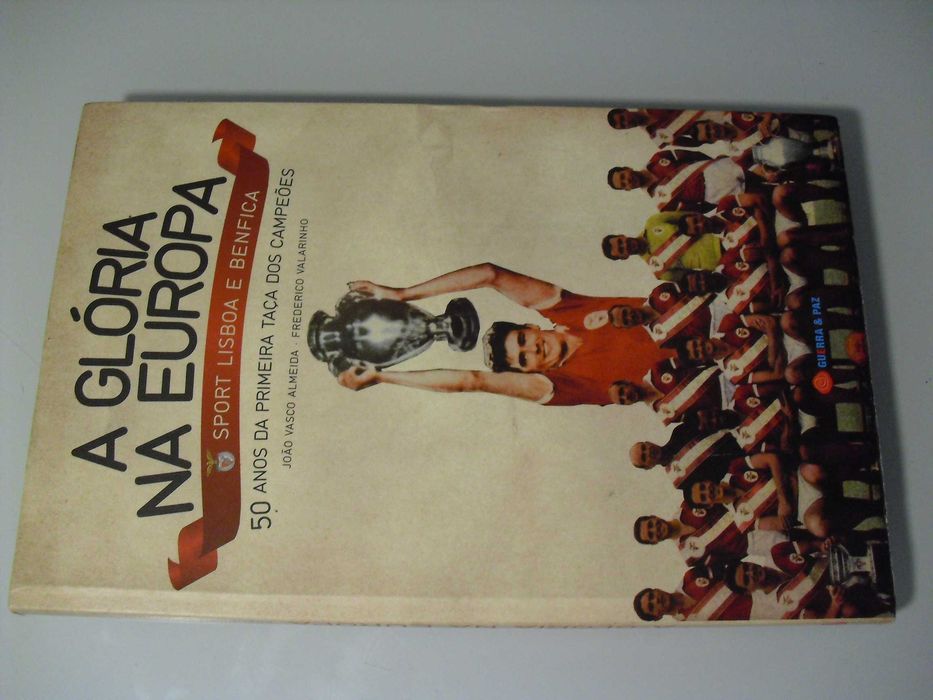 A GLÓRIA
NA EUROPA
SPORT LISBOA E BENFICA
50 ANOS DA PRIMEIRA TAÇA DOS CAMPEÕES
JOÃO VASCO ALMEIDA · FREDERICO VALARINHO
GUERRA & PAZ